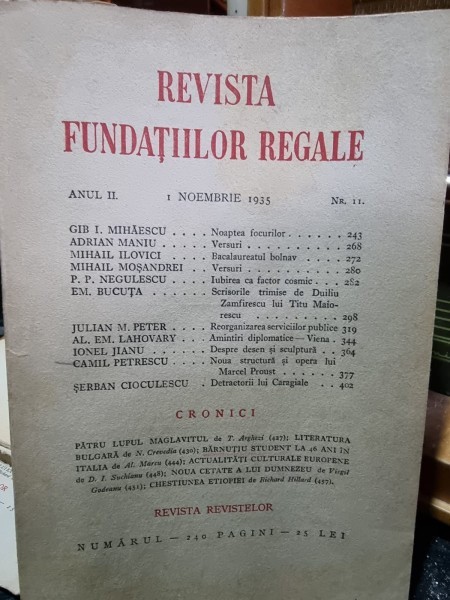 REVISTA
FUNDAȚIILOR REGALE
ANUL II. 1 NOEMBRIE 1935 NR. 11.
GIB I. MIHĂESCU . . . . Noaptea focurilor . . . . . . . 243
ADRIAN MANIU . . . . . Versuri . . . . . . . . . . . 268
MIHAIL ILOVICI . . . . . Bacalaureatul bolnav . . . . . 272
MIHAIL MOȘANDREI . . Versuri . . . . . . . . . . . 280
P. P. NEGULESCU . . . . Iubirea ca factor cosmic . . . . 282
EM. BUCUȚA . . . . . . Scrisorile trimise de Duiliu
Zamfirescu lui Titu Maio-
rescu . . . . . . . . . . 298
JULIAN M. PETER . . . . Reorganizarea serviciilor publice 319
AL. EM. LAHOVARY . . . Amintiri diplomatice — Viena . 344
IONEL JIANU . . . . . . Despre desen și sculptură . . . 364
CAMIL PETRESCU . . . . Noua structură și opera lui
Marcel Proust . . . . . . 377
ȘERBAN CIOCULESCU . Detractorii lui Caragiale . . . 402
CRONICI
PĂTRU LUPUL MAGLAVITUL de T. Arghezi (427); LITERATURA
BULGARĂ de N. Crevedia (430); BĂRNUȚIU STUDENT LA 46 ANI ÎN
ITALIA de Al. Marcu (444); ACTUALITĂȚI CULTURALE EUROPENE
de D. I. Suchianu (448); NOUA CETATE A LUI DUMNEZEU de Virgil
Godeanu (451); CHESTIUNEA ETIOPIEI de Richard Hillard (457).
REVISTA REVISTELOR
NUMĂRUL — 240 PAGINI — 25 LEI